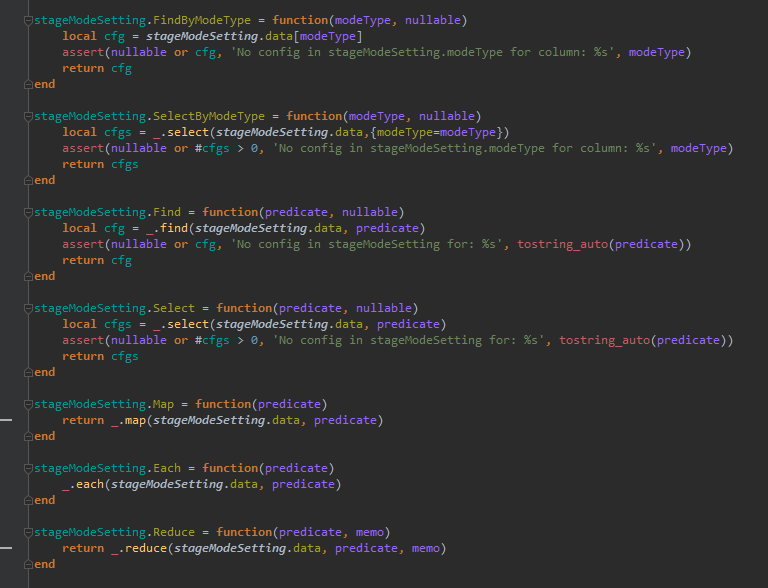 stageModeSetting.FindByModeType = function(modeType, nullable)
    local cfg = stageModeSetting.data[modeType]
    assert(nullable or cfg, 'No config in stageModeSetting.modeType for column: %s', modeType)
    return cfg
end
stageModeSetting.SelectByModeType = function(modeType, nullable)
    local cfgs = _.select(stageModeSetting.data,{modeType=modeType})
    assert(nullable or #cfgs > 0, 'No config in stageModeSetting.modeType for column: %s', modeType)
    return cfgs
end
stageModeSetting.Find = function(predicate, nullable)
    local cfg = _.find(stageModeSetting.data, predicate)
    assert(nullable or cfg, 'No config in stageModeSetting for: %s', tostring_auto(predicate))
    return cfg
end
stageModeSetting.Select = function(predicate, nullable)
    local cfgs = _.select(stageModeSetting.data, predicate)
    assert(nullable or #cfgs > 0, 'No config in stageModeSetting for: %s', tostring_auto(predicate))
    return cfgs
end
stageModeSetting.Map = function(predicate)
    return _.map(stageModeSetting.data, predicate)
end
stageModeSetting.Each = function(predicate)
    _.each(stageModeSetting.data, predicate)
end
stageModeSetting.Reduce = function(predicate, memo)
    return _.reduce(stageModeSetting.data, predicate, memo)
end